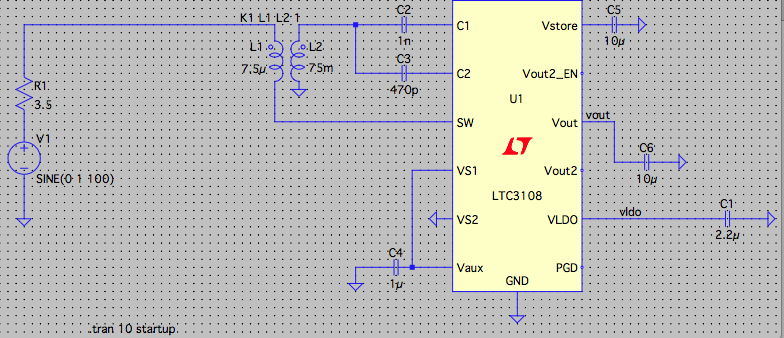 K1 L1 L2 1
C2
1n
C1
Vstore
C5
10µ
L1
7.5µ
L2
75m
C3
470p
C2
Vout2_EN
R1
3.5
U1
SW
Vout
vout
V1
SINE(0 1 100)
C6
10µ
VS1
Vout2
LTC3108
VS2
VLDO
vldo
C1
2.2µ
C4
1µ
Vaux
PGD
GND
.tran 10 startup